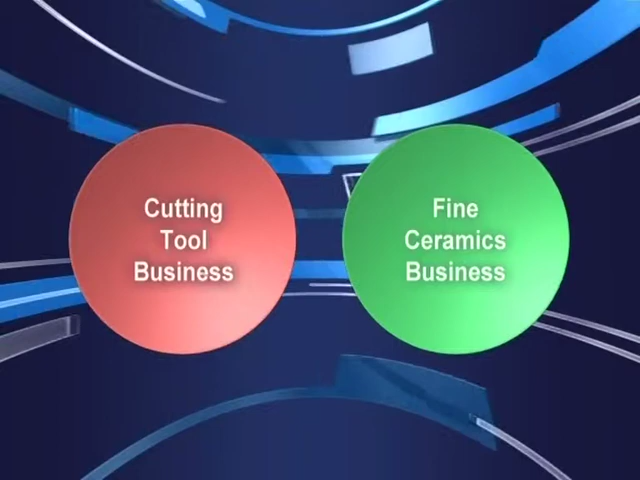 Cutting
Tool
Business
Fine
Ceramics
Business